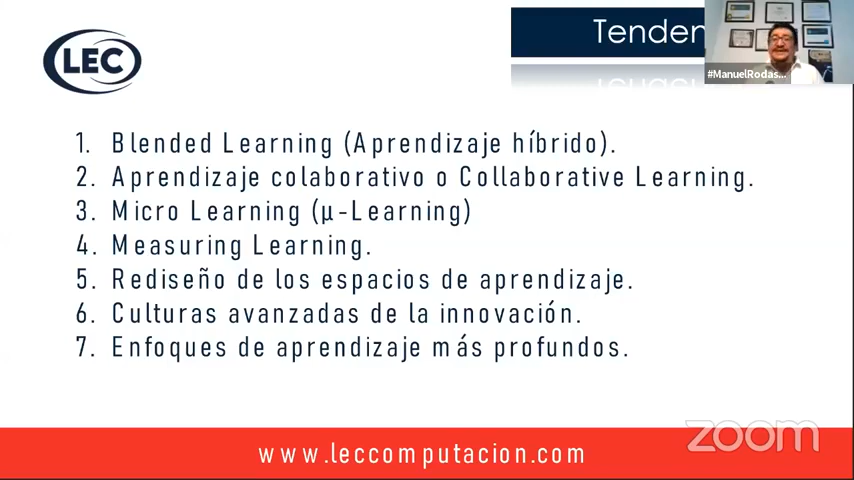 LEC
#ManuelRodas...
1. Blended Learning (Aprendizaje híbrido).
2. Aprendizaje colaborativo o Collaborative Learning.
3. Micro Learning (µ-Learning)
4. Measuring Learning.
5. Rediseño de los espacios de aprendizaje.
6. Culturas avanzadas de la innovación.
7. Enfoques de aprendizaje más profundos.
zoom
www.leccomputacion.com